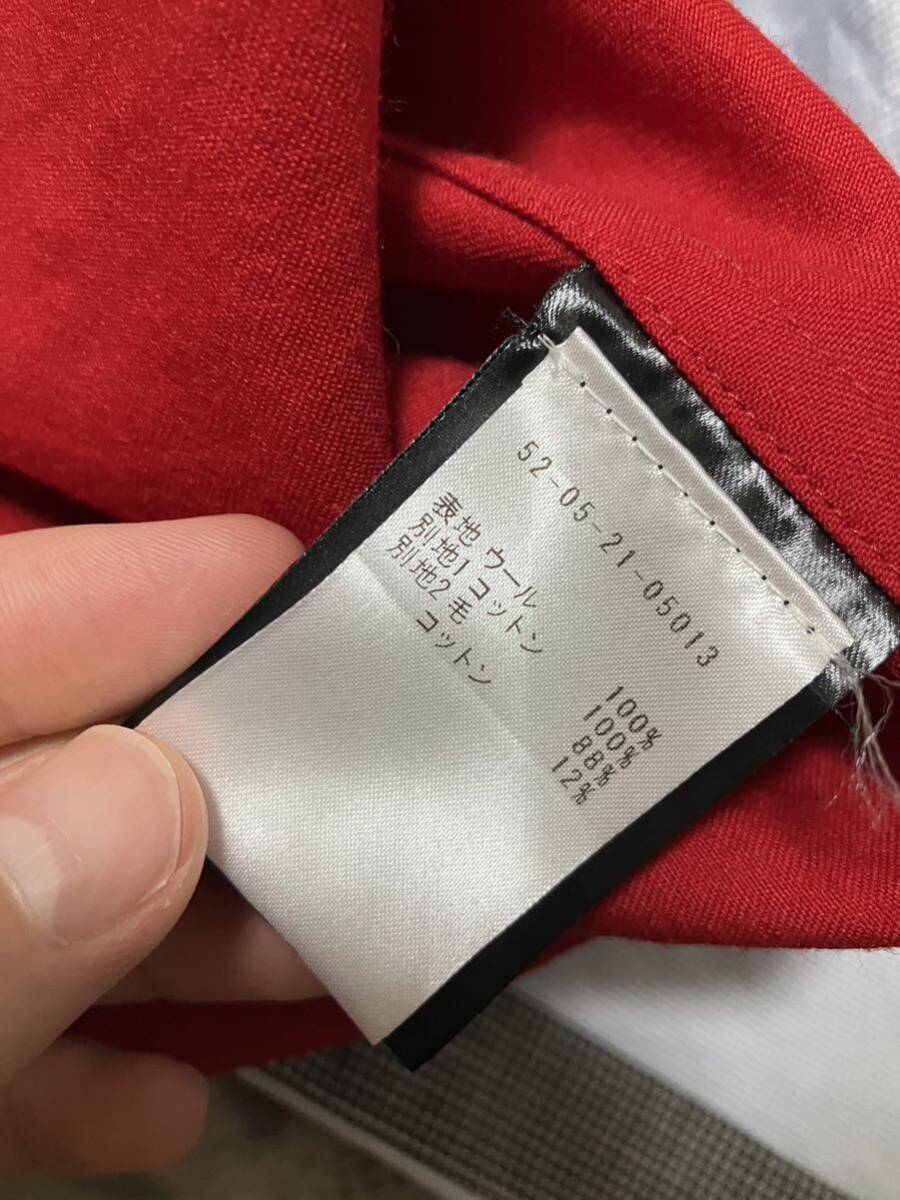 52-05-21-05013
表地 ウール 100%
別地1コットン 100%
別地2 毛 88%
コットン 12%